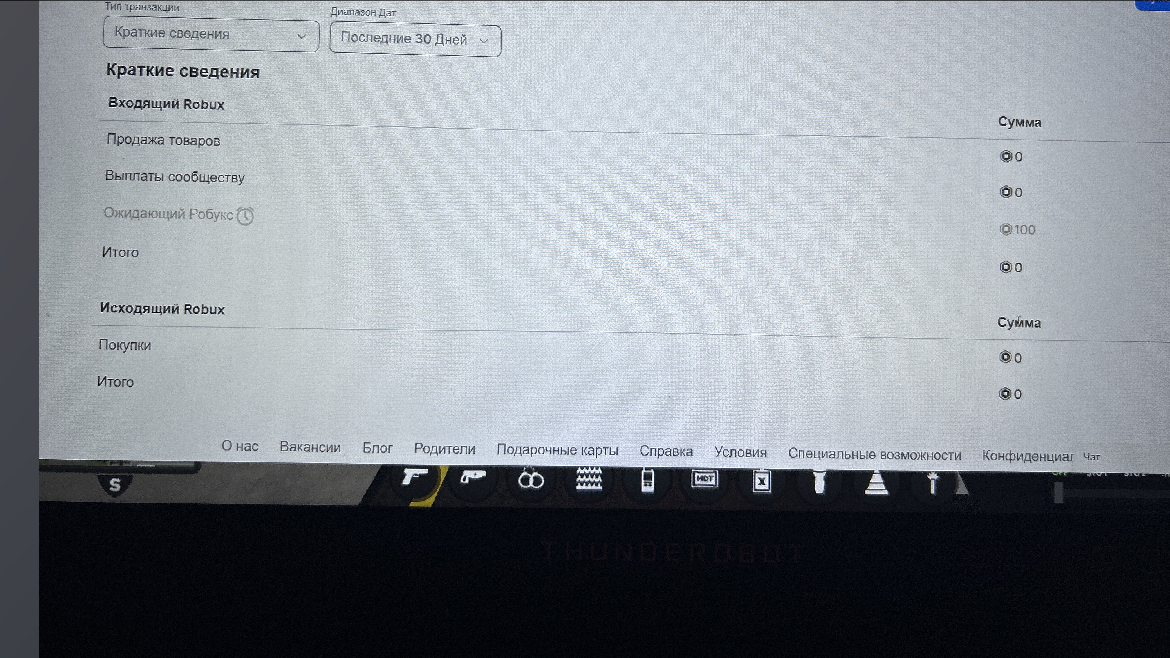 Тип транзакции
Диапазон Дат
Краткие сведения
Последние 30 Дней
Краткие сведения
Входящий Robux
Сумма
Продажа товаров
0
Выплаты сообществу
0
Ожидающий Робукс
100
Итого
0
Исходящий Robux
Сумма
Покупки
0
Итого
0
О нас Вакансии Блог Родители Подарочные карты Справка Условия Специальные возможности Конфиденциал Чат
S
HOT
X
THUNDEROBOT